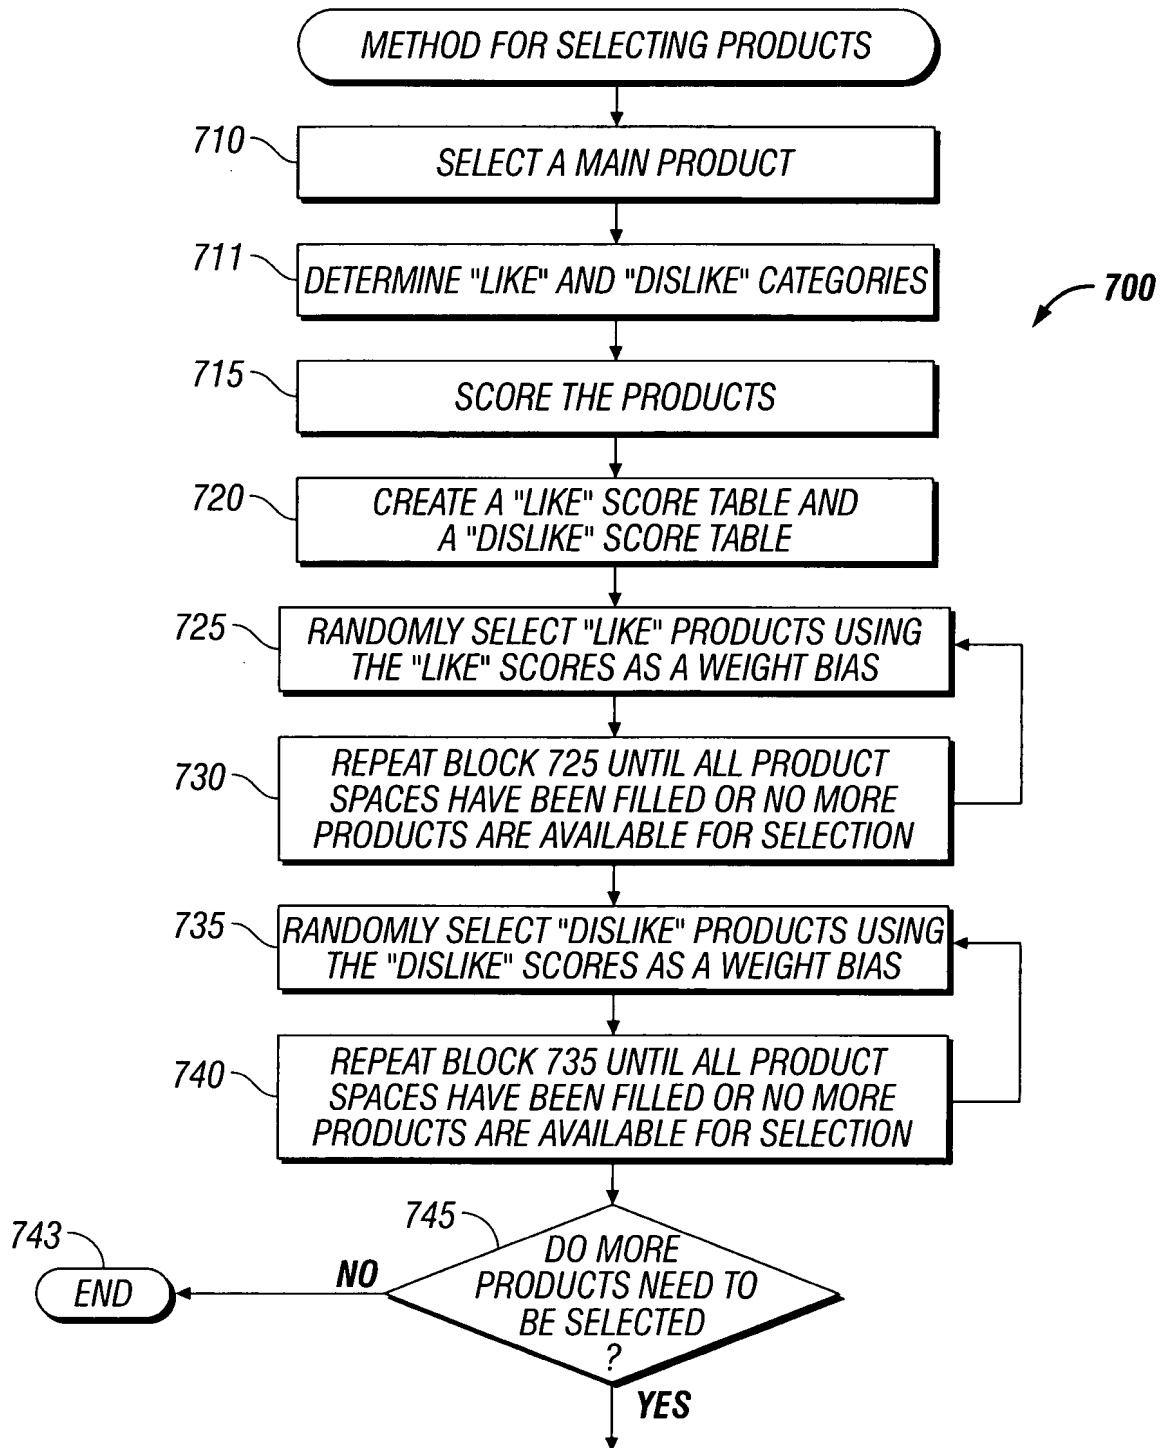 METHOD FOR SELECTING PRODUCTS
710
SELECT A MAIN PRODUCT
711
DETERMINE "LIKE" AND "DISLIKE" CATEGORIES
700
715
SCORE THE PRODUCTS
720
CREATE A "LIKE" SCORE TABLE AND
A "DISLIKE" SCORE TABLE
725
RANDOMLY SELECT "LIKE" PRODUCTS USING
THE "LIKE" SCORES AS A WEIGHT BIAS
730
REPEAT BLOCK 725 UNTIL ALL PRODUCT
SPACES HAVE BEEN FILLED OR NO MORE
PRODUCTS ARE AVAILABLE FOR SELECTION
735
RANDOMLY SELECT "DISLIKE" PRODUCTS USING
THE "DISLIKE" SCORES AS A WEIGHT BIAS
740
REPEAT BLOCK 735 UNTIL ALL PRODUCT
SPACES HAVE BEEN FILLED OR NO MORE
PRODUCTS ARE AVAILABLE FOR SELECTION
745
DO MORE
PRODUCTS NEED TO
BE SELECTED
?
743
END
NO
YES